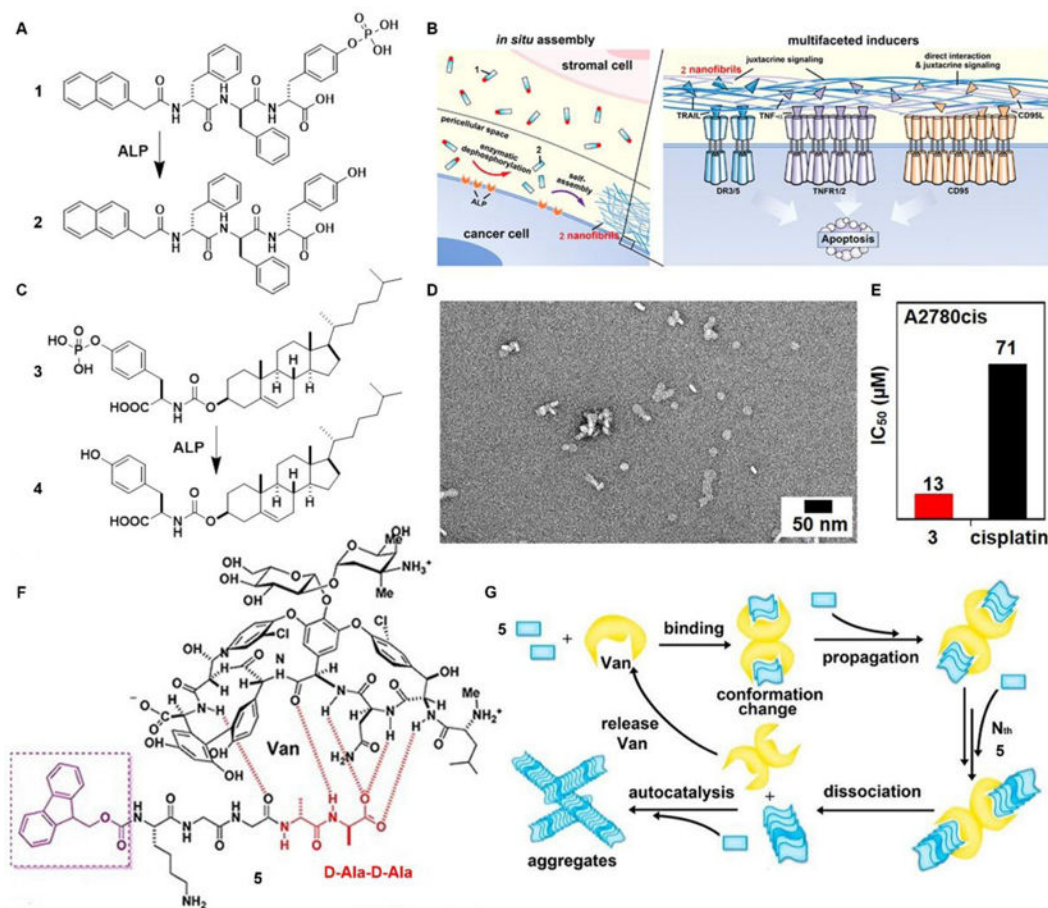 A
1
ALP
2
B
in situ assembly
stromal cell
1
pericellular space
enzymatic
dephosphorylation
2
self-
assembly
ALP
cancer cell
2 nanofibrils
multifaceted inducers
2 nanofibrils
juxtacrine signaling
direct interaction
& juxtacrine signaling
TRAIL
TNF-α
CD95L
DR3/5
TNFR1/2
CD95
Apoptosis
C
3
ALP
4
D
50 nm
E
A2780cis
IC50 (µM)
13
71
3
cisplatin
F
Van
5
D-Ala-D-Ala
G
5
+
Van
binding
conformation
change
propagation
Nth
5
dissociation
+
autocatalysis
aggregates
release
Van